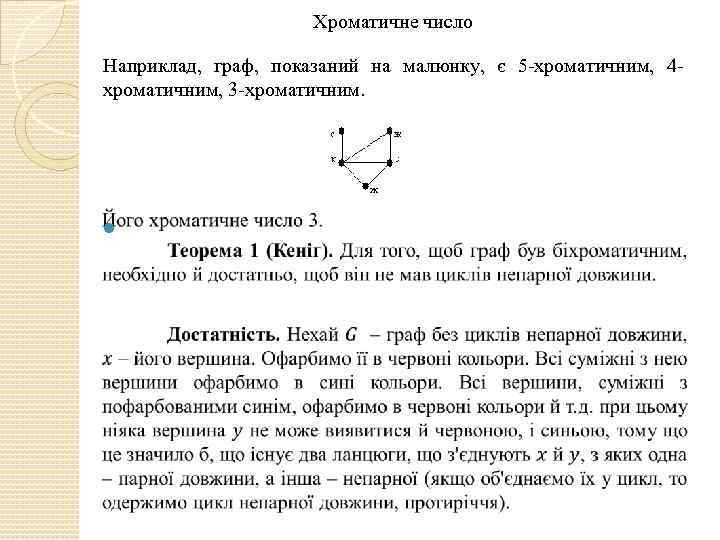 Хроматичне число
Наприклад, граф, показаний на малюнку, є 5-хроматичним, 4-
хроматичним, 3-хроматичним.
с
зк
ж
Його хроматичне число 3.
Теорема 1 (Кеніг). Для того, щоб граф був біхроматичним,
необхідно й достатньо, щоб він не мав циклів непарної довжини.
Достатність. Нехай G – граф без циклів непарної довжини,
x – його вершина. Офарбимо її в червоні кольори. Всі суміжні з нею
вершини офарбимо в сині кольори. Всі вершини, суміжні з
пофарбованими синім, офарбимо в червоні кольори й т.д. при цьому
ніяка вершина y не може виявитися й червоною, і синьою, тому що
це значило б, що існує два ланцюги, що з'єднують x й y, з яких одна
– парної довжини, а інша – непарної (якщо об'єднаємо їх у цикл, то
одержимо цикл непарної довжини, протиріччя).